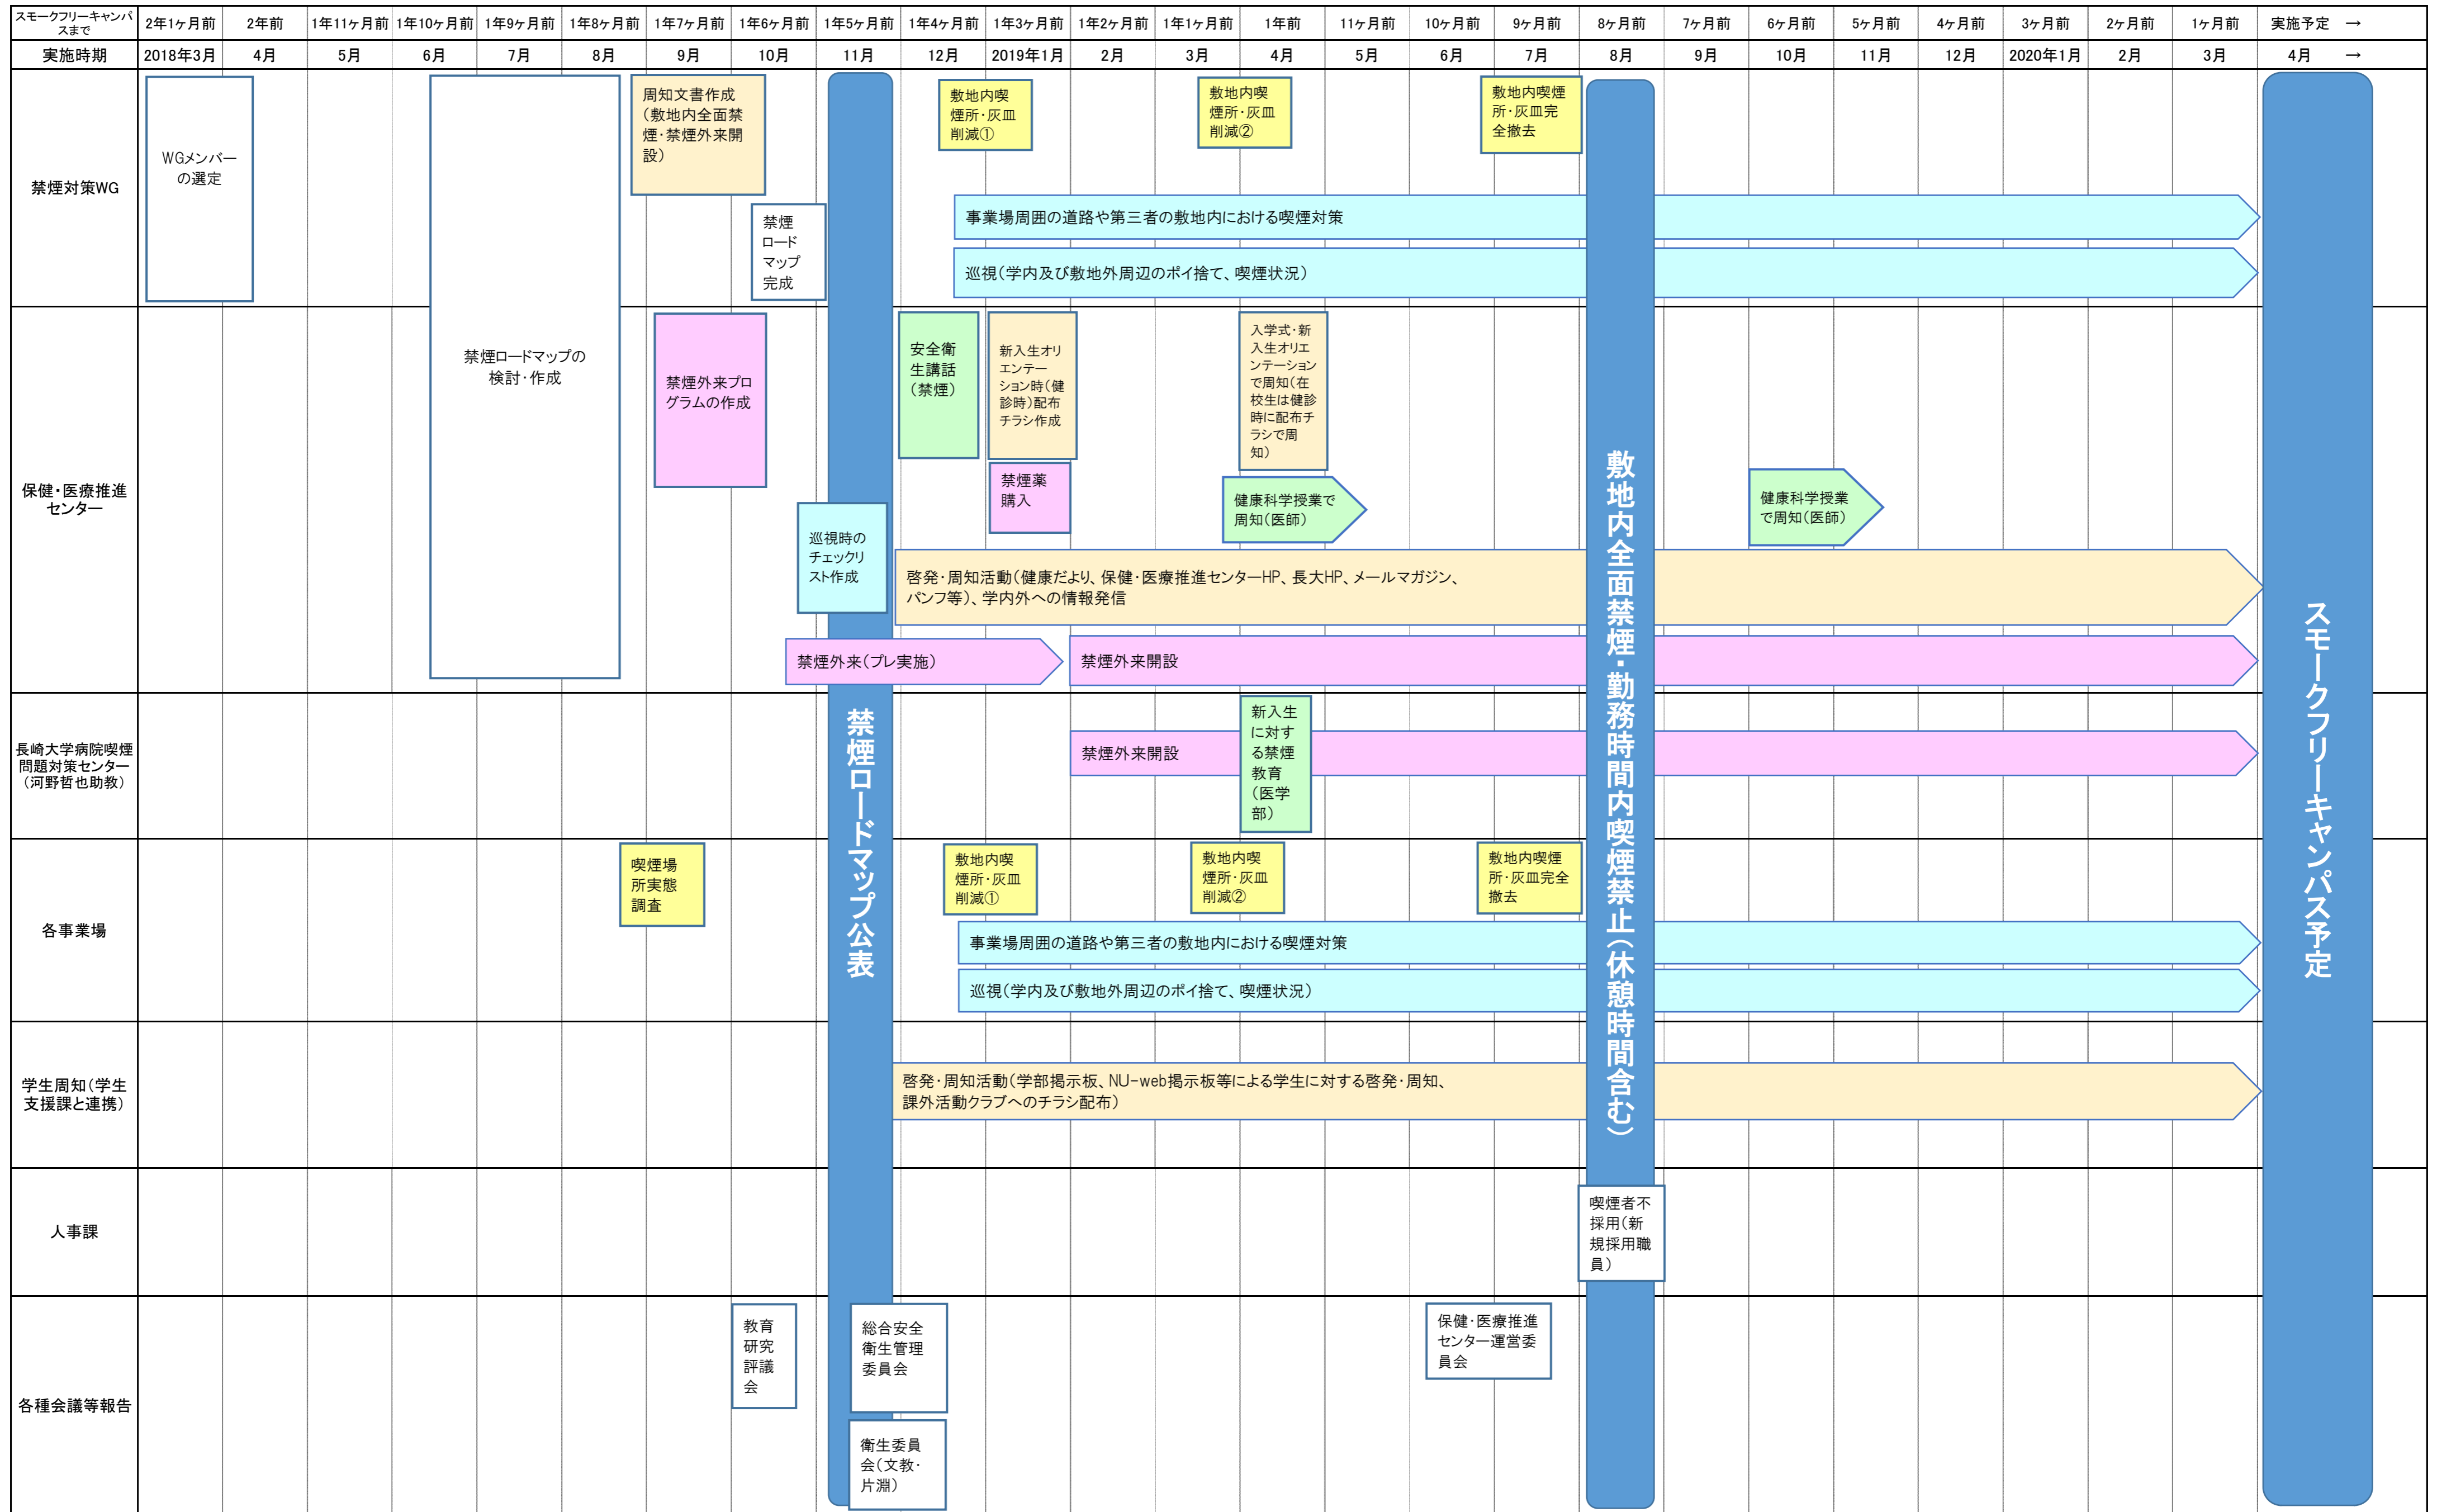 スモークフリーキャンパ
スまで
2年1ヶ月前
2年前
1年11ヶ月前
1年10ヶ月前
1年9ヶ月前
1年8ヶ月前
1年7ヶ月前
1年6ヶ月前
1年5ヶ月前
1年4ヶ月前
1年3ヶ月前
1年2ヶ月前
1年1ヶ月前
1年前
11ヶ月前
10ヶ月前
9ヶ月前
8ヶ月前
7ヶ月前
6ヶ月前
5ヶ月前
4ヶ月前
3ヶ月前
2ヶ月前
1ヶ月前
実施予定 →
実施時期
2018年3月
4月
5月
6月
7月
8月
9月
10月
11月
12月
2019年1月
2月
3月
4月
5月
6月
7月
8月
9月
10月
11月
12月
2020年1月
2月
3月
4月 →
禁煙対策WG
WGメンバー
の選定
禁煙ロードマップの
検討・作成
周知文書作成
(敷地内全面禁
煙・禁煙外来開
設)
禁煙
ロード
マップ
完成
敷地内喫
煙所・灰皿
削減①
敷地内喫
煙所・灰皿
削減②
敷地内喫煙
所・灰皿完
全撤去
事業場周囲の道路や第三者の敷地内における喫煙対策
巡視(学内及び敷地外周辺のポイ捨て、喫煙状況)
保健・医療推進
センター
禁煙外来プロ
グラムの作成
巡視時の
チェックリ
スト作成
安全衛
生講話
(禁煙)
新入生オリ
エンテー
ション時(健
診時)配布
チラシ作成
禁煙薬
購入
入学式・新
入生オリエ
ンテーション
で周知(在
校生は健診
時に配布チ
ラシで周
知)
健康科学授業で
周知(医師)
健康科学授業
で周知(医師)
啓発・周知活動(健康だより、保健・医療推進センターHP、長大HP、メールマガジン、
パンフ等)、学内外への情報発信
禁煙外来(プレ実施)
禁煙外来開設
長崎大学病院喫煙
問題対策センター
(河野哲也助教)
禁煙外来開設
新入生
に対す
る禁煙
教育
(医学
部)
各事業場
喫煙場
所実態
調査
敷地内喫
煙所・灰皿
削減①
敷地内喫
煙所・灰皿
削減②
敷地内喫煙
所・灰皿完全
撤去
事業場周囲の道路や第三者の敷地内における喫煙対策
巡視(学内及び敷地外周辺のポイ捨て、喫煙状況)
学生周知(学生
支援課と連携)
啓発・周知活動(学部掲示板、NU-web掲示板等による学生に対する啓発・周知、
課外活動クラブへのチラシ配布)
人事課
喫煙者不
採用(新
規採用職
員)
各種会議等報告
教育
研究
評議
会
総合安全
衛生管理
委員会
衛生委員
会(文教・
片淵)
保健・医療推進
センター運営委
員会
禁煙ロードマップ公表
敷地内全面禁煙・勤務時間内喫煙禁止(休憩時間含む)
スモークフリーキャンパス予定